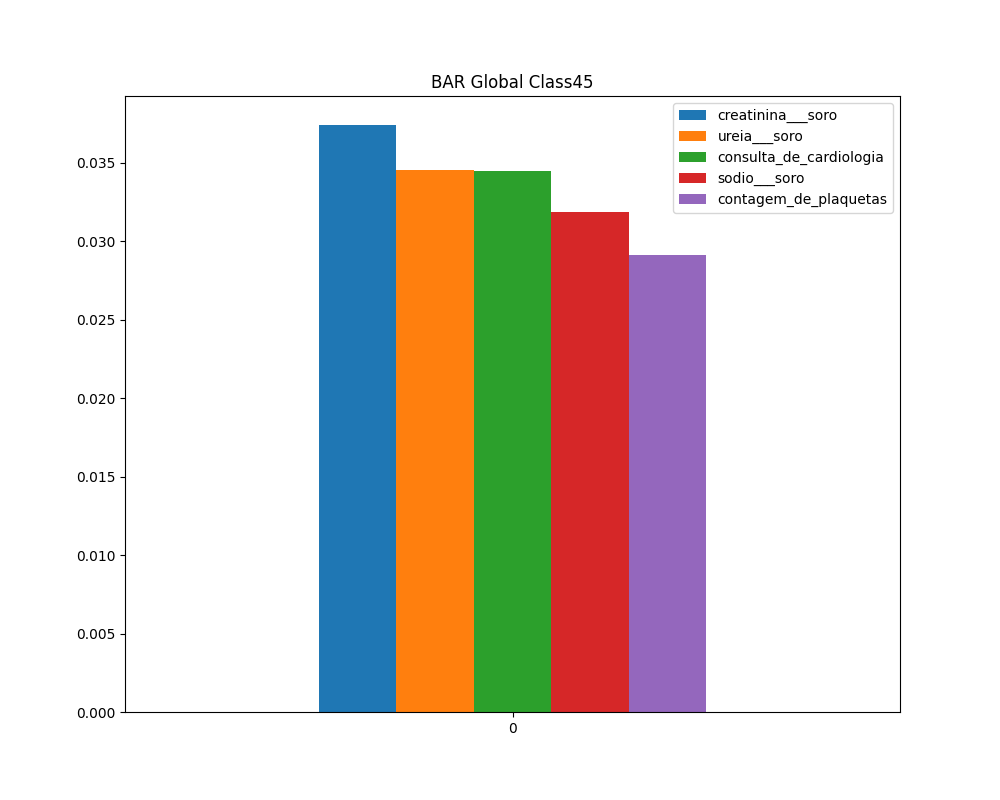 BAR Global Class45
creatinina___soro
ureia___soro
consulta_de_cardiologia
sodio___soro
contagem_de_plaquetas
0.035
0.030
0.025
0.020
0.015
0.010
0.005
0.000
0